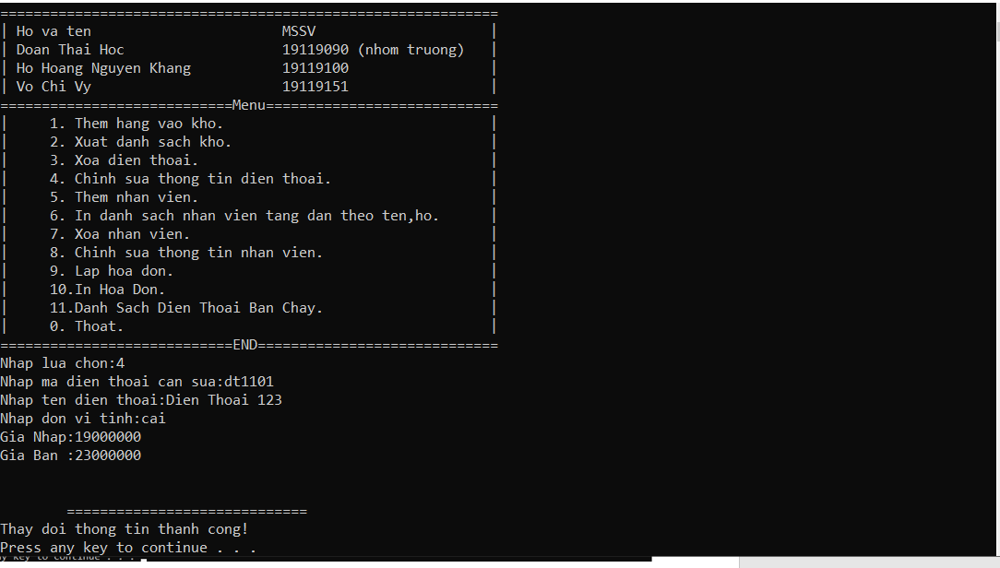 ============================================================
| Ho va ten                       MSSV                     |
| Doan Thai Hoc                   19119090 (nhom truong)   |
| Ho Hoang Nguyen Khang           19119100                 |
| Vo Chi Vy                       19119151                 |
============================Menu============================
|     1. Them hang vao kho.                                |
|     2. Xuat danh sach kho.                               |
|     3. Xoa dien thoai.                                   |
|     4. Chinh sua thong tin dien thoai.                   |
|     5. Them nhan vien.                                   |
|     6. In danh sach nhan vien tang dan theo ten,ho.      |
|     7. Xoa nhan vien.                                    |
|     8. Chinh sua thong tin nhan vien.                    |
|     9. Lap hoa don.                                      |
|     10.In Hoa Don.                                       |
|     11.Danh Sach Dien Thoai Ban Chay.                    |
|     0. Thoat.                                            |
============================END=============================
Nhap lua chon:4
Nhap ma dien thoai can sua:dt1101
Nhap ten dien thoai:Dien Thoai 123
Nhap don vi tinh:cai
Gia Nhap:19000000
Gia Ban :23000000
        =============================
Thay doi thong tin thanh cong!
Press any key to continue . . .
y key to continue . . .